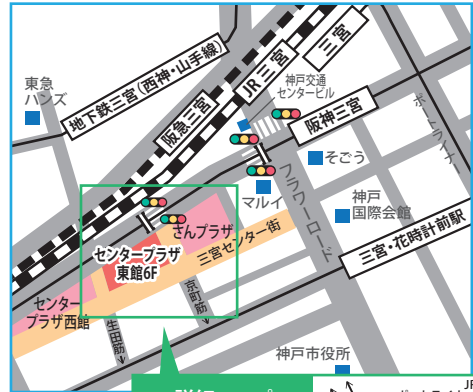 東急
ハンズ
地下鉄三宮(西神・山手線)
阪急三宮
JR三宮
三宮
神戸交通
センタービル
阪神三宮
ポートライナー
そごう
マルイ
フラワーロード
神戸
国際会館
さんプラザ
三宮センター街
センタープラザ
東館6F
三宮・花時計前駅
センター
プラザ西館
生田筋
京町筋
神戸市役所